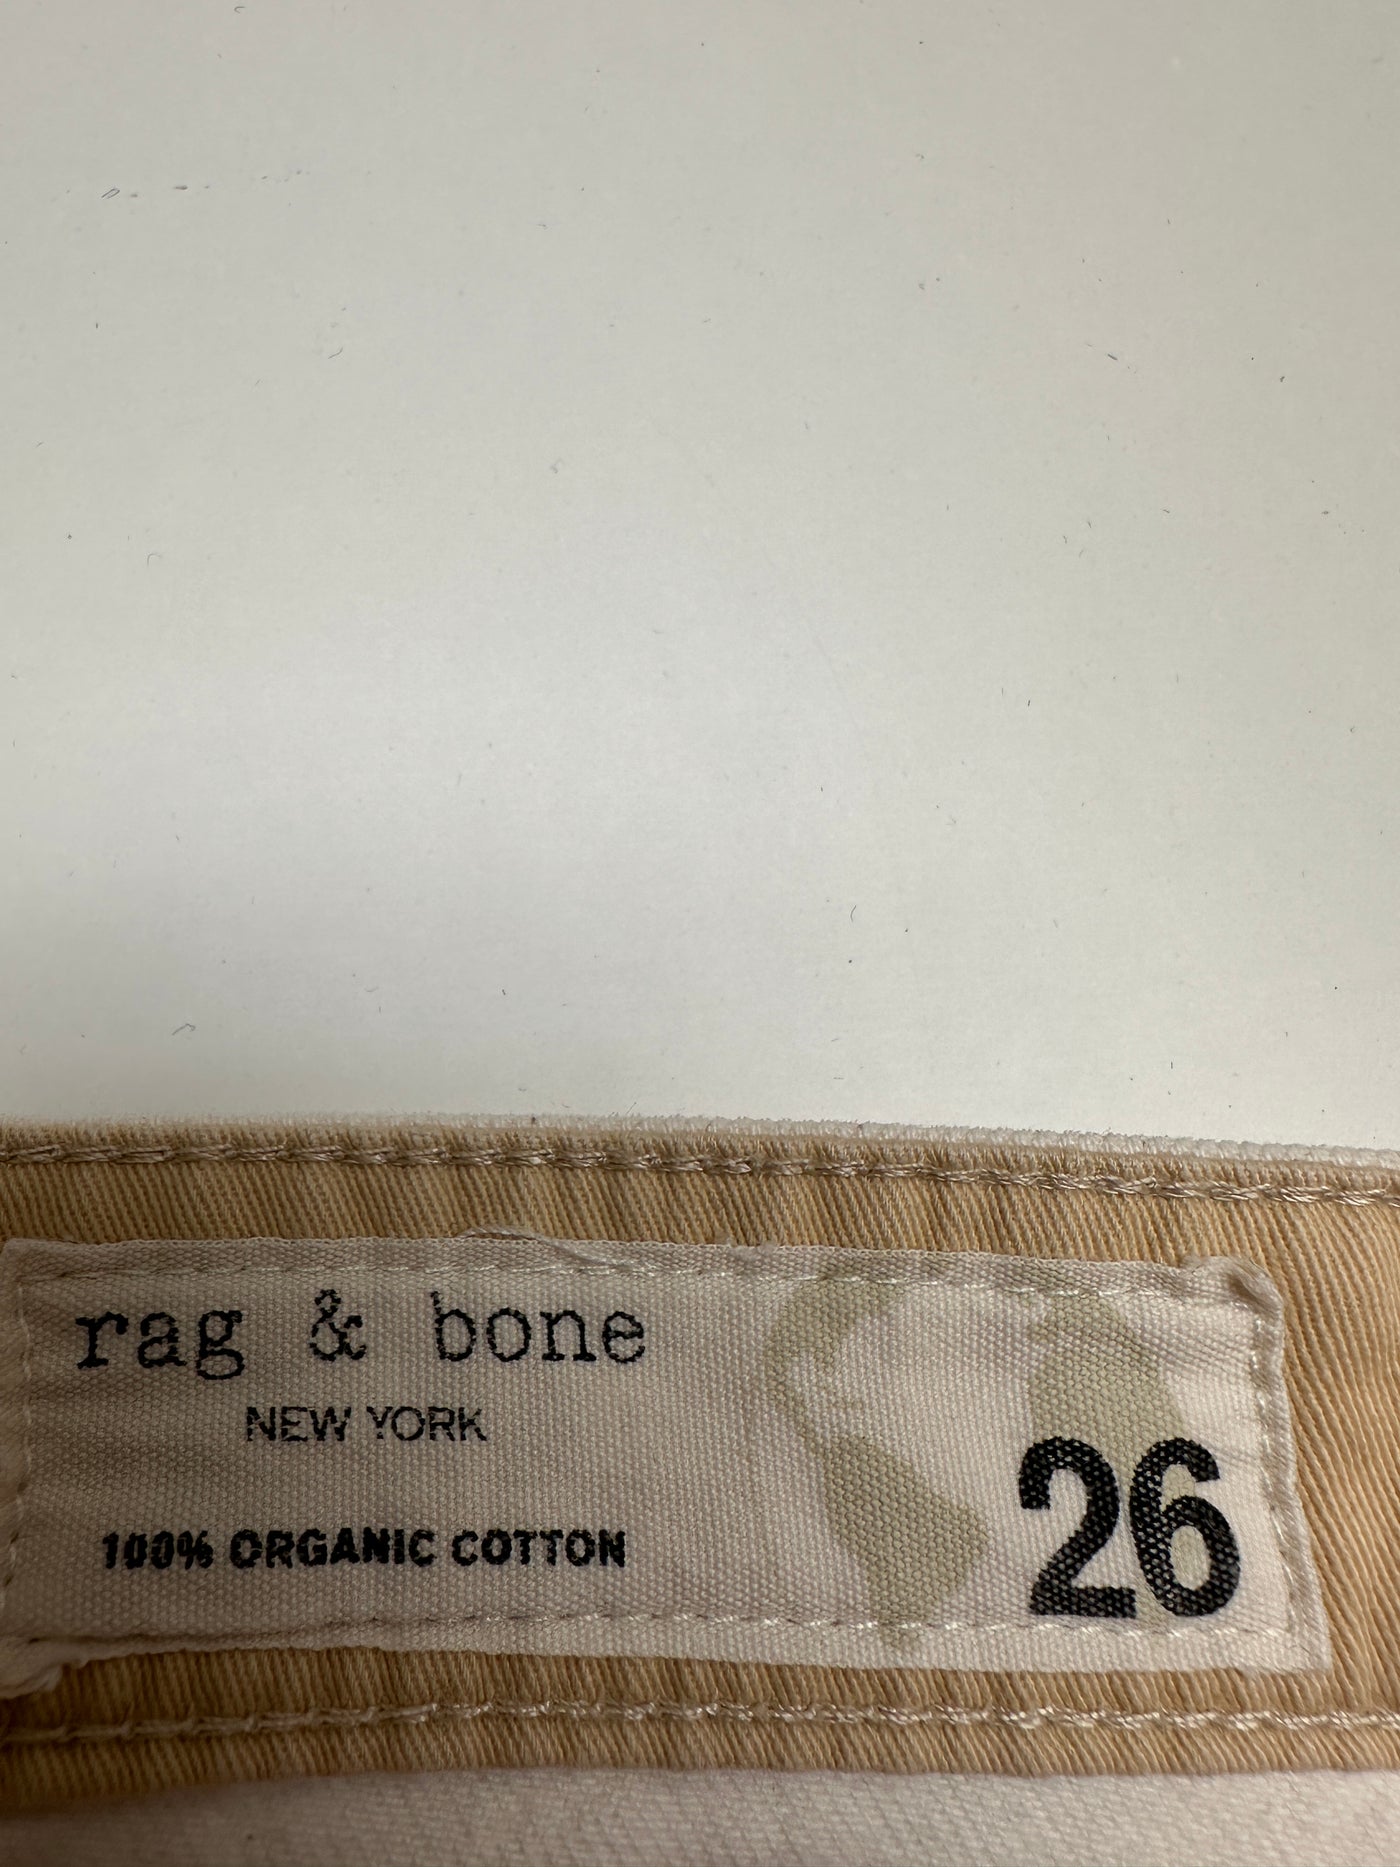 rag & bone
NEW YORK
100% ORGANIC COTTON
26